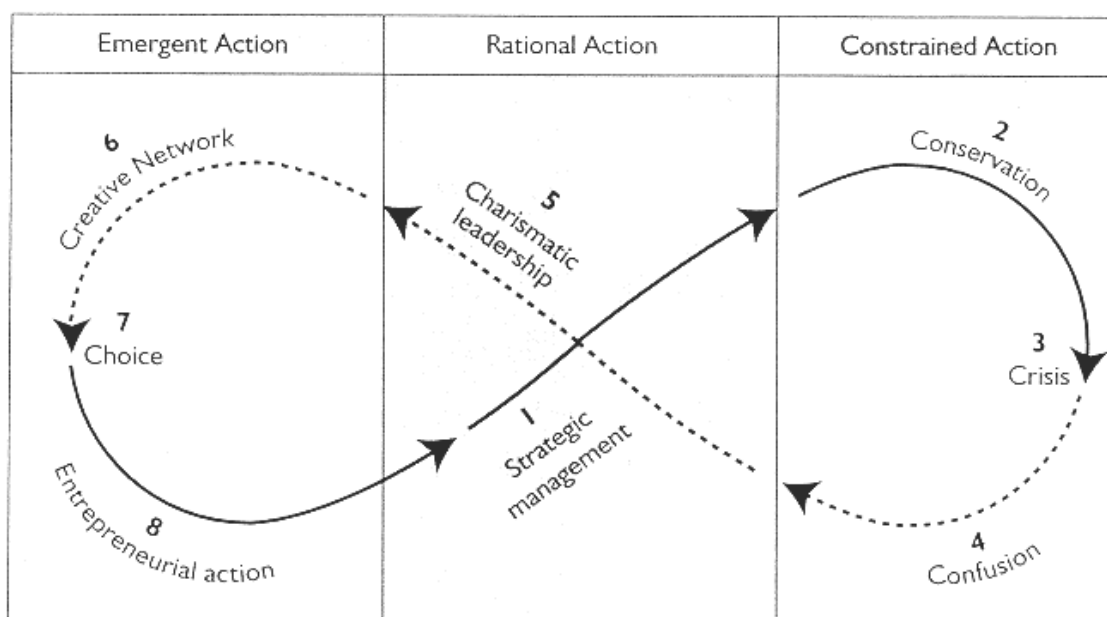 Emergent Action
Rational Action
Constrained Action
6
Creative Network
7
Choice
8
Entrepreneurial action
5
Charismatic
leadership
1
Strategic
management
2
Conservation
3
Crisis
4
Confusion